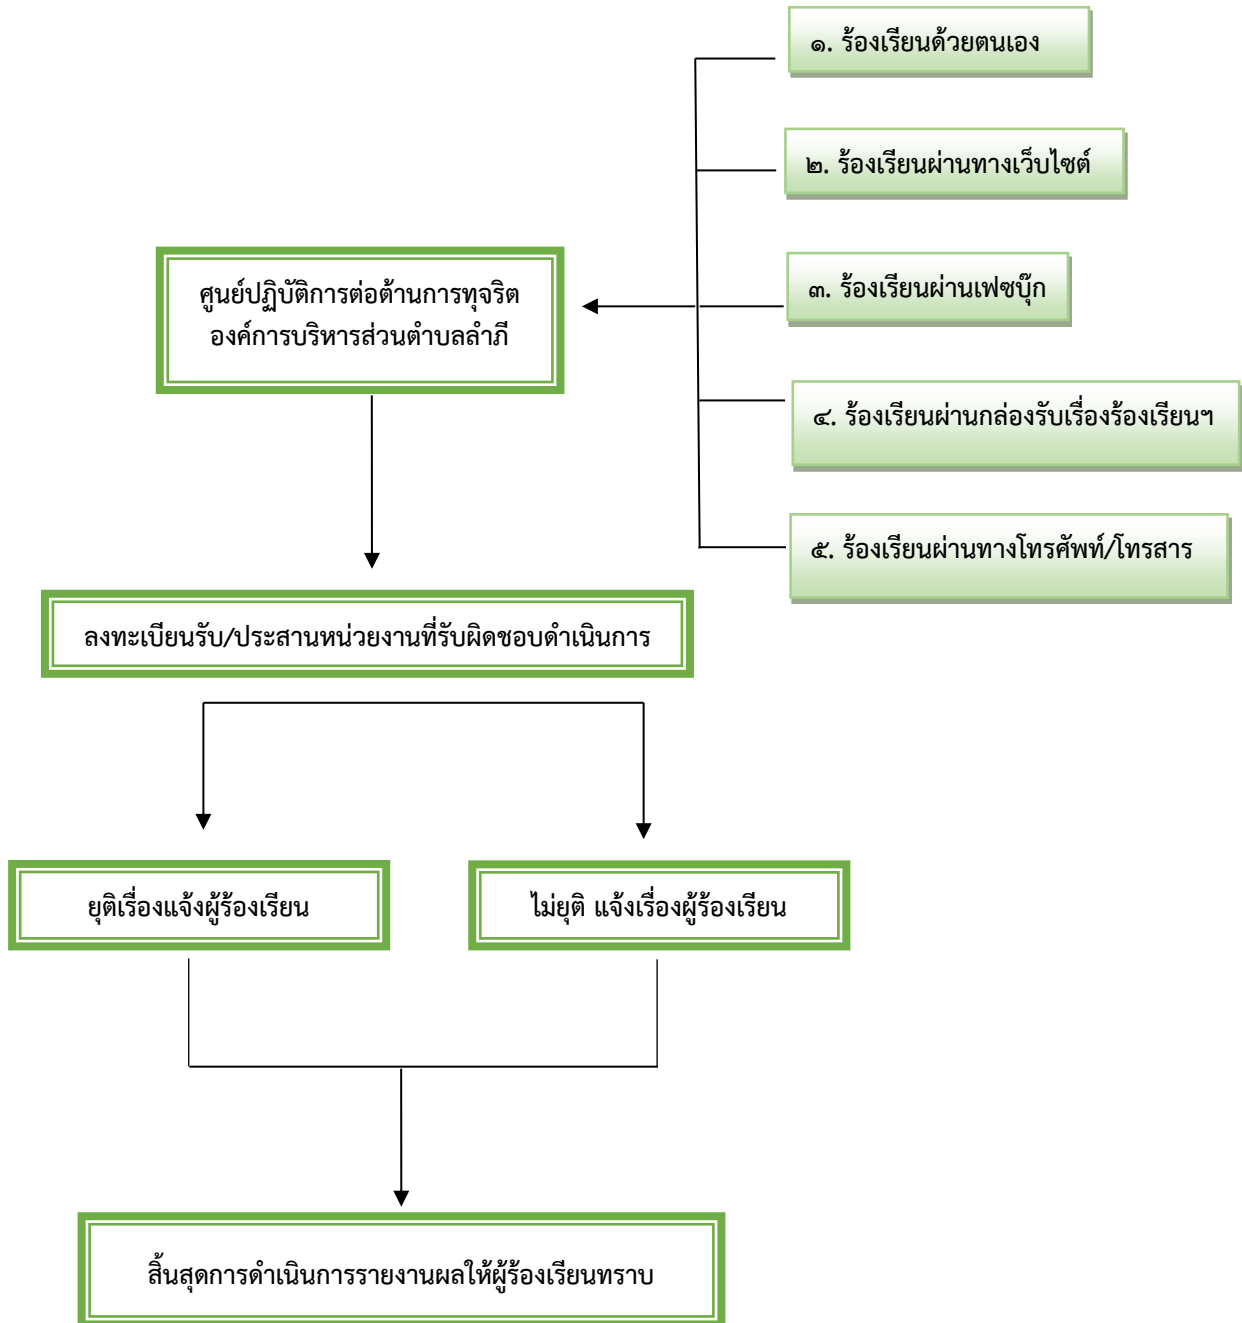 ๑. ร้องเรียนด้วยตนเอง
๒. ร้องเรียนผ่านทางเว็บไซต์
๓. ร้องเรียนผ่านเฟซบุ๊ก
๔. ร้องเรียนผ่านกล่องรับเรื่องร้องเรียนฯ
๕. ร้องเรียนผ่านทางโทรศัพท์/โทรสาร
ศูนย์ปฏิบัติการต่อต้านการทุจริต
องค์การบริหารส่วนตำบลลำภี
ลงทะเบียนรับ/ประสานหน่วยงานที่รับผิดชอบดำเนินการ
ยุติเรื่องแจ้งผู้ร้องเรียน
ไม่ยุติ แจ้งเรื่องผู้ร้องเรียน
สิ้นสุดการดำเนินการรายงานผลให้ผู้ร้องเรียนทราบ